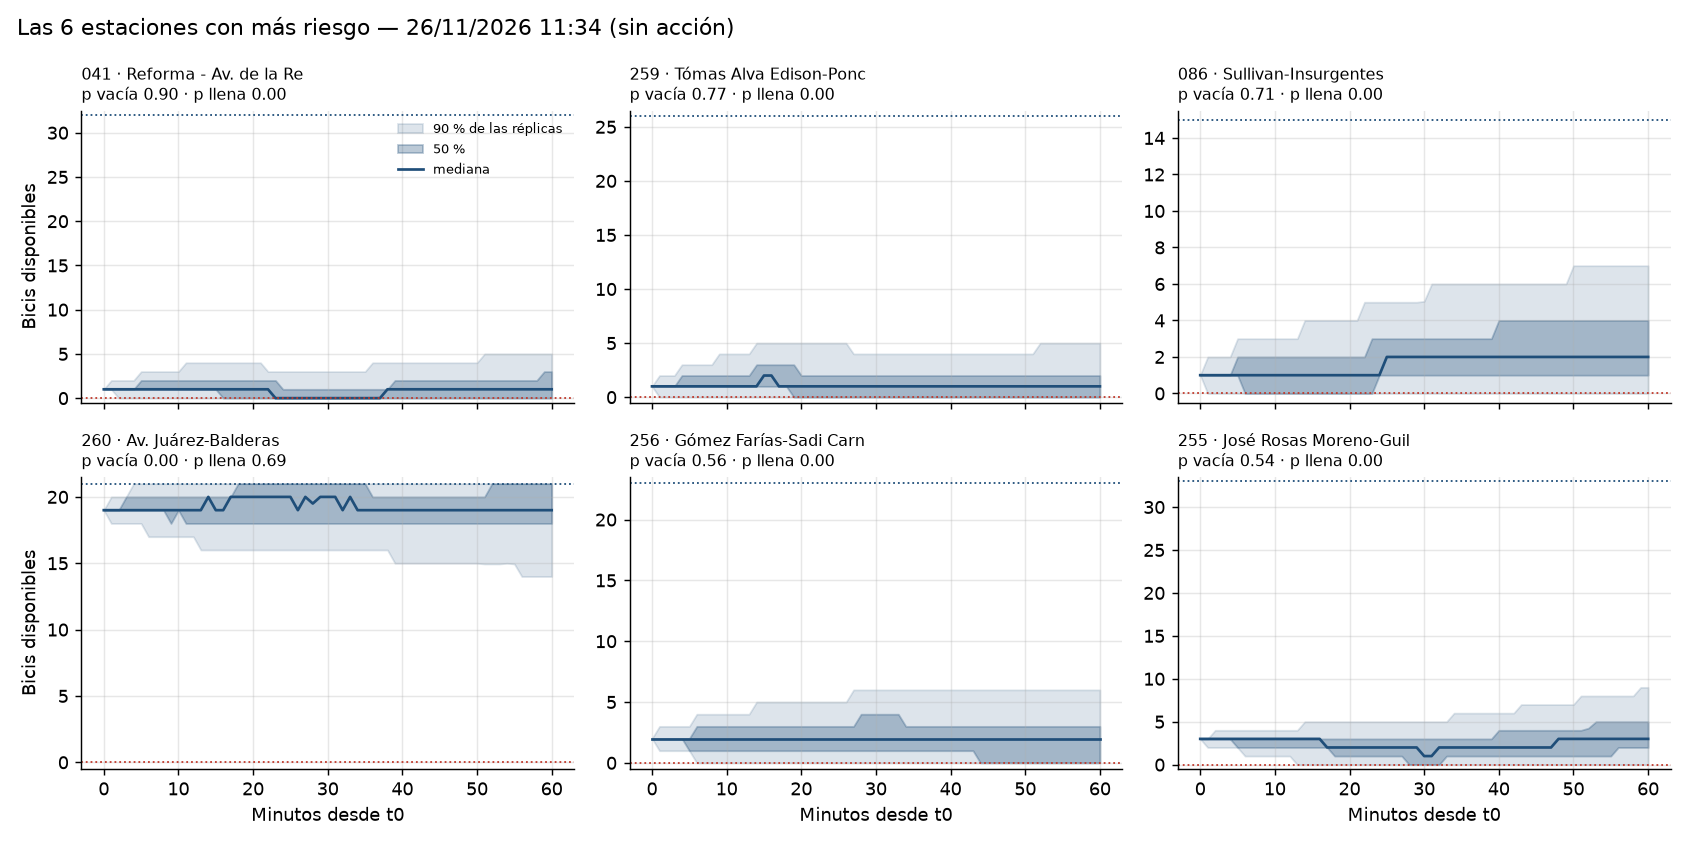 Las 6 estaciones con más riesgo — 26/11/2026 11:34 (sin acción)
041 · Reforma - Av. de la Re
p vacía 0.90 · p llena 0.00
259 · Tómas Alva Edison-Ponc
p vacía 0.77 · p llena 0.00
086 · Sullivan-Insurgentes
p vacía 0.71 · p llena 0.00
Bicis disponibles
30
25
20
15
10
5
0
90 % de las réplicas
50 %
mediana
25
20
15
10
5
0
14
12
10
8
6
4
2
0
260 · Av. Juárez-Balderas
p vacía 0.00 · p llena 0.69
256 · Gómez Farías-Sadi Carn
p vacía 0.56 · p llena 0.00
255 · José Rosas Moreno-Guil
p vacía 0.54 · p llena 0.00
Bicis disponibles
20
15
10
5
0
0 10 20 30 40 50 60
Minutos desde t0
20
15
10
5
0
0 10 20 30 40 50 60
Minutos desde t0
30
25
20
15
10
5
0
0 10 20 30 40 50 60
Minutos desde t0